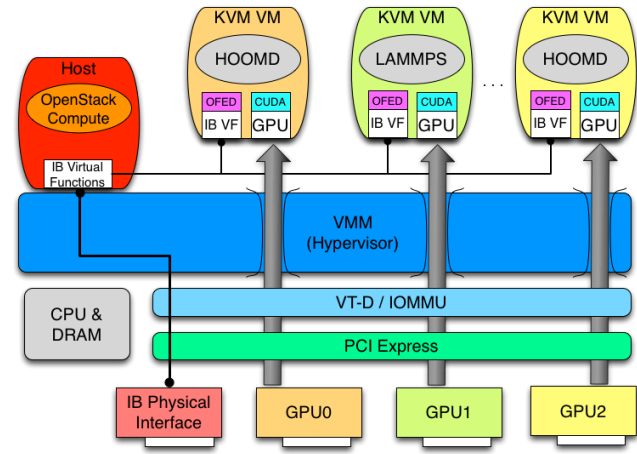 KVM VM
KVM VM
KVM VM
Host
HOOMD
LAMMPS
HOOMD
OpenStack
Compute
. . .
OFED
CUDA
OFED
CUDA
OFED
CUDA
IB VF
GPU
IB VF
GPU
IB VF
GPU
IB Virtual
Functions
VMM
(Hypervisor)
VT-D / IOMMU
CPU &
DRAM
PCI Express
IB Physical
Interface
GPU0
GPU1
GPU2